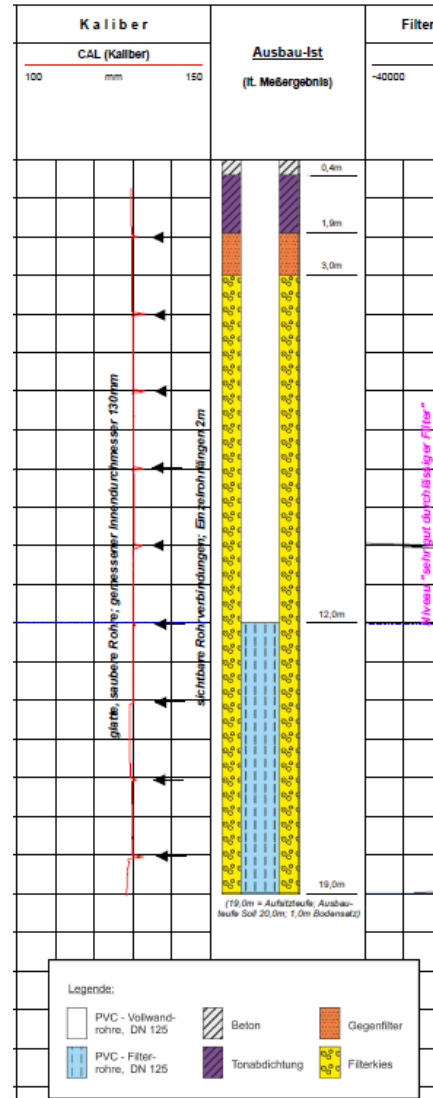 Kaliber
CAL (Kaliber)
100 mm 150
Ausbau-Ist
(lt. Meßergebnis)
Filter
-40000
0,4m
1,9m
3,0m
12,0m
19,0m
glatte, saubere Rohre; gemessener Innendurchmesser 130mm
sichtbare Rohrverbindungen; Einzelrohrlängen 2m
Niveau "sehr gut durchlässiger Filter"
(19,0m = Aufsitzteufe; Ausbau-
teufe Soll 20,0m; 1,0m Bodensatz)
Legende:
PVC - Vollwand-
rohre, DN 125
Beton
Gegenfilter
PVC - Filter-
rohre, DN 125
Tonabdichtung
Filterkies